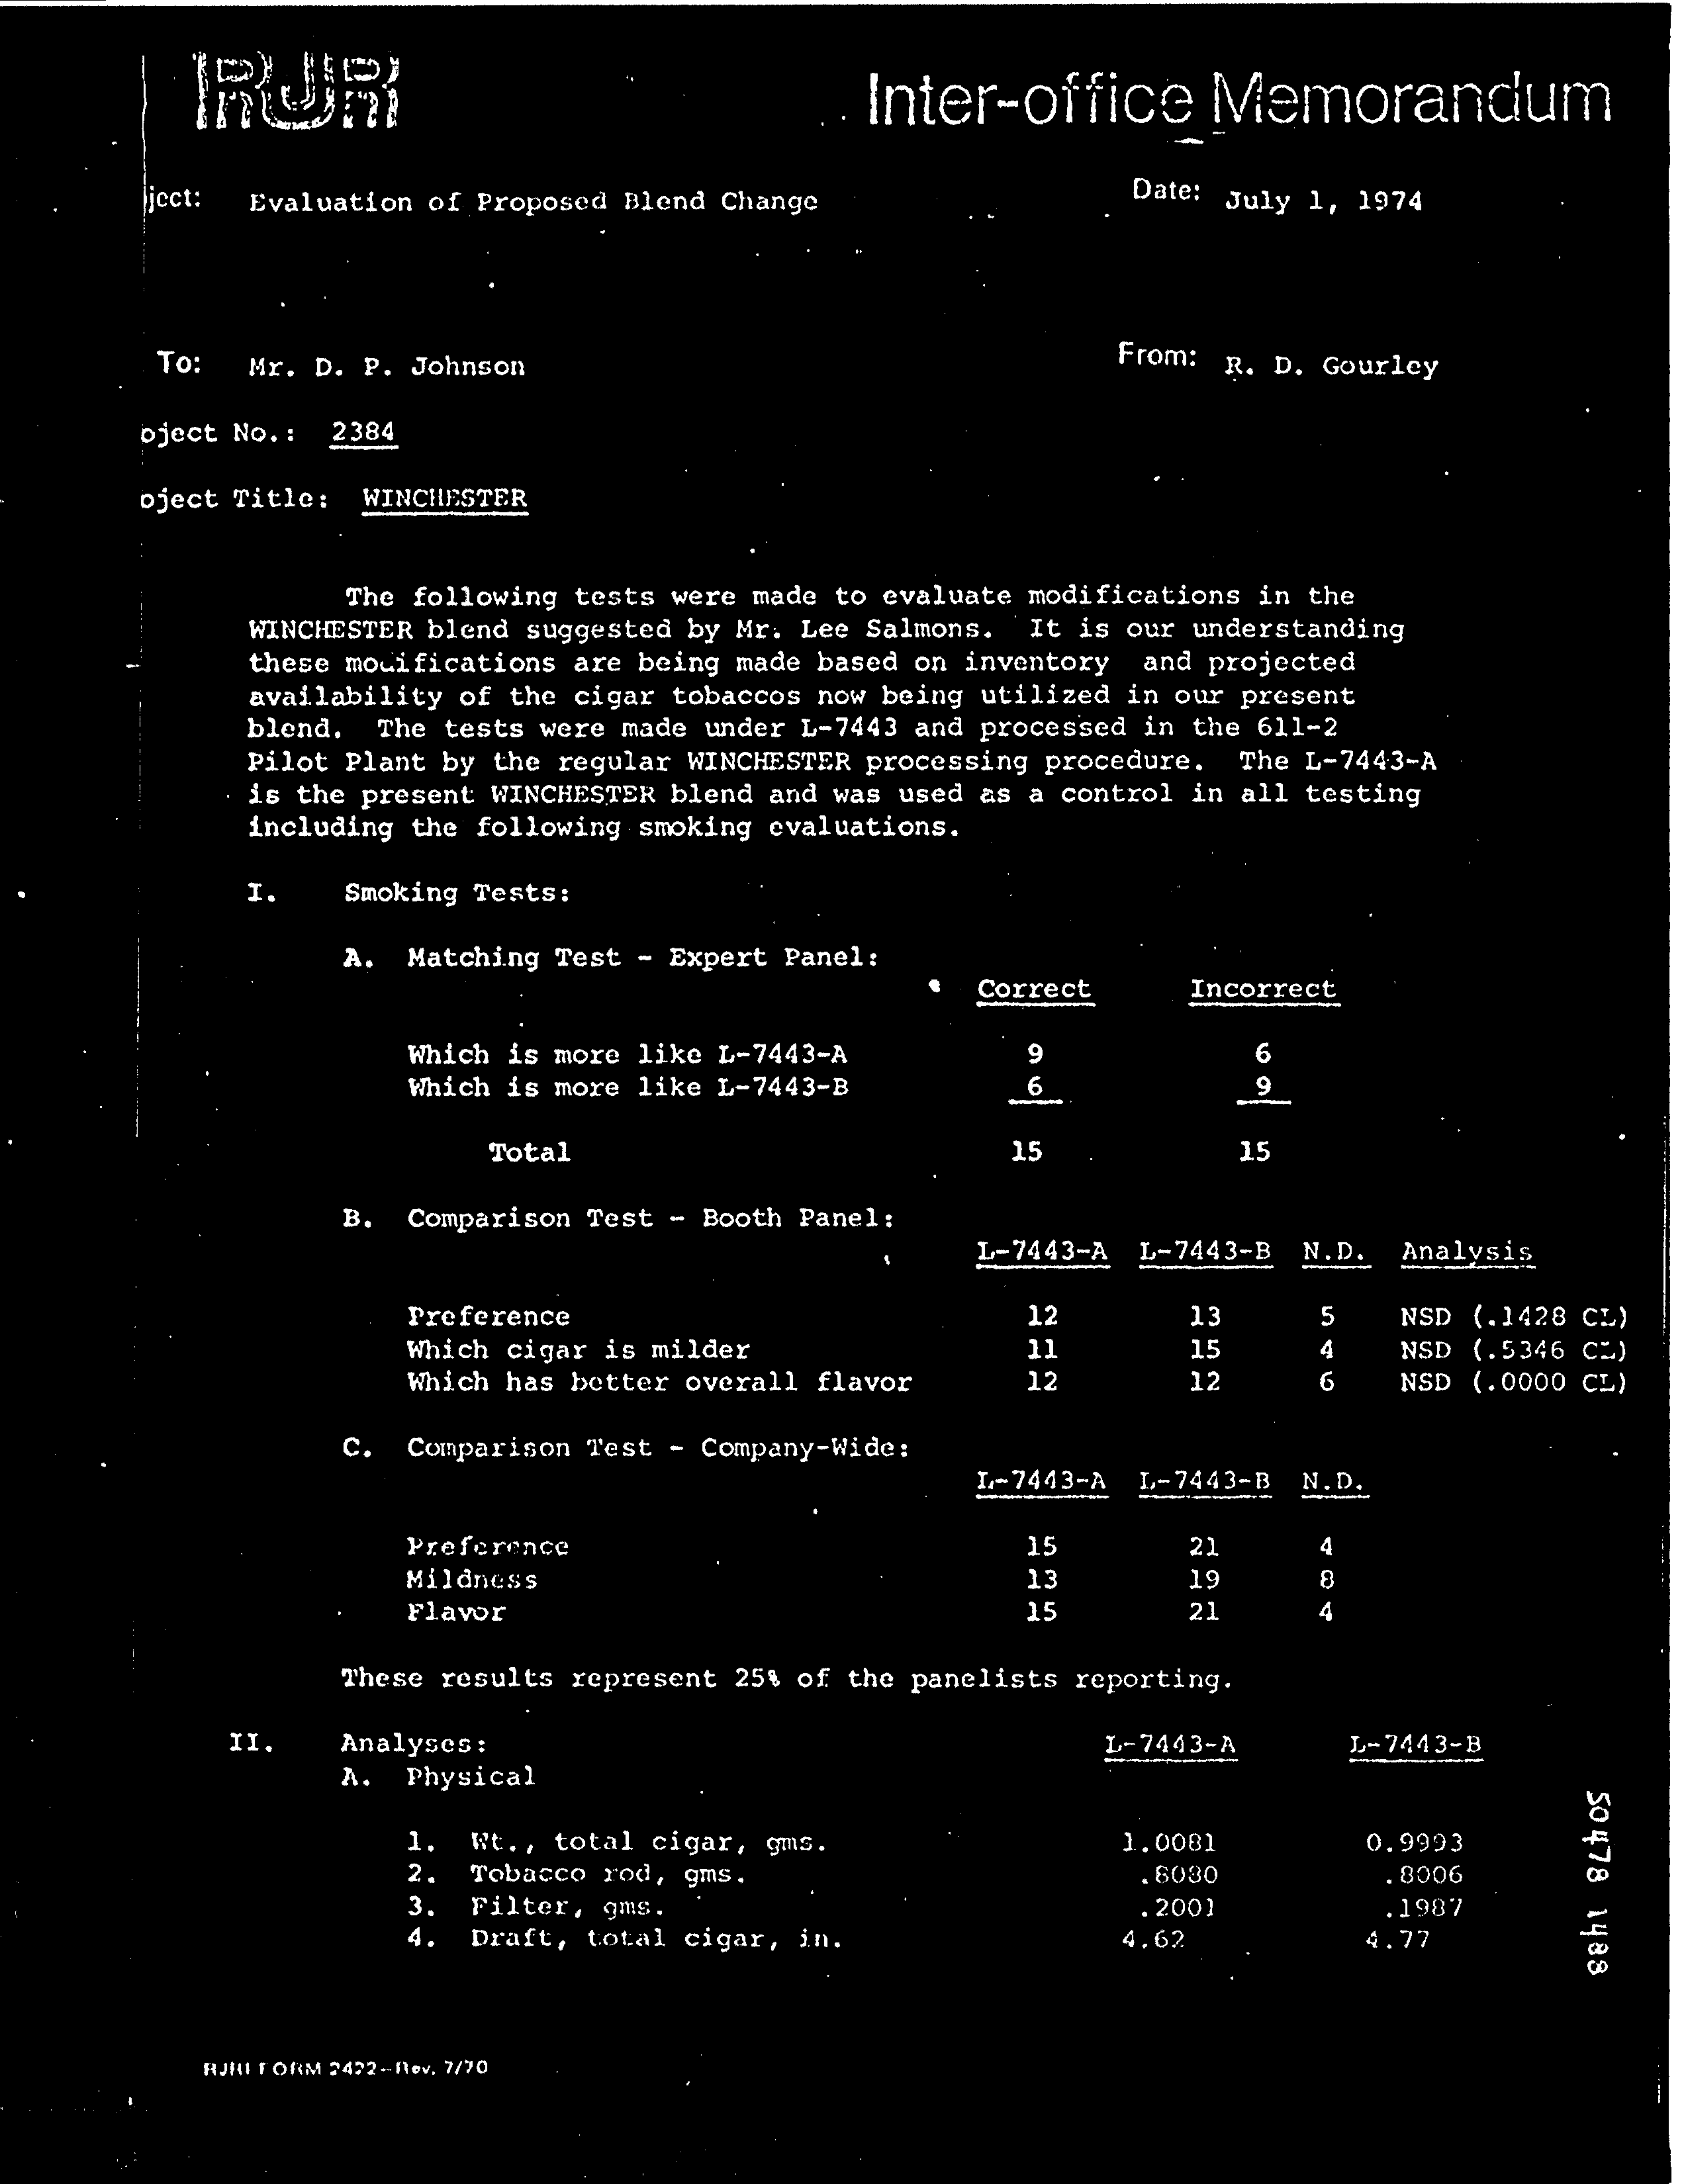 RJR
Inter-office Memorandum
ject: Evaluation of Proposed Blend Change Date: July 1, 1974
To: Mr. D. P. Johnson From: R. D. Gourley
oject No.: 2384
oject Title: WINCHESTER
The following tests were made to evaluate modifications in the
WINCHESTER blend suggested by Mr. Lee Salmons. It is our understanding
these modifications are being made based on inventory and projected
availability of the cigar tobaccos now being utilized in our present
blend. The tests were made under L-7443 and processed in the 611-2
Pilot Plant by the regular WINCHESTER processing procedure. The L-7443-A
is the present WINCHESTER blend and was used as a control in all testing
including the following smoking evaluations.
I. Smoking Tests:
A. Matching Test - Expert Panel:
Correct Incorrect
Which is more like L-7443-A 9 6
Which is more like L-7443-B 6 9
Total 15 15
B. Comparison Test - Booth Panel:
L-7443-A L-7443-B N.D. Analysis
Preference 12 13 5 NSD (.1428 CL)
Which cigar is milder 11 15 4 NSD (.5346 CL)
Which has better overall flavor 12 12 6 NSD (.0000 CL)
C. Comparison Test - Company-Wide:
L-7443-A L-7443-B N.D.
Preference 15 21 4
Mildness 13 19 8
Flavor 15 21 4
These results represent 25% of the panelists reporting.
II. Analyses: L-7443-A L-7443-B
A. Physical
1. Wt., total cigar, gms. 1.0081 0.9993
2. Tobacco rod, gms. .8080 .8006
3. Filter, gms. .2001 .1987
4. Draft, total cigar, in. 4.62 4.77
50478 1488
RJRI FORM 2422-Rev. 7/70